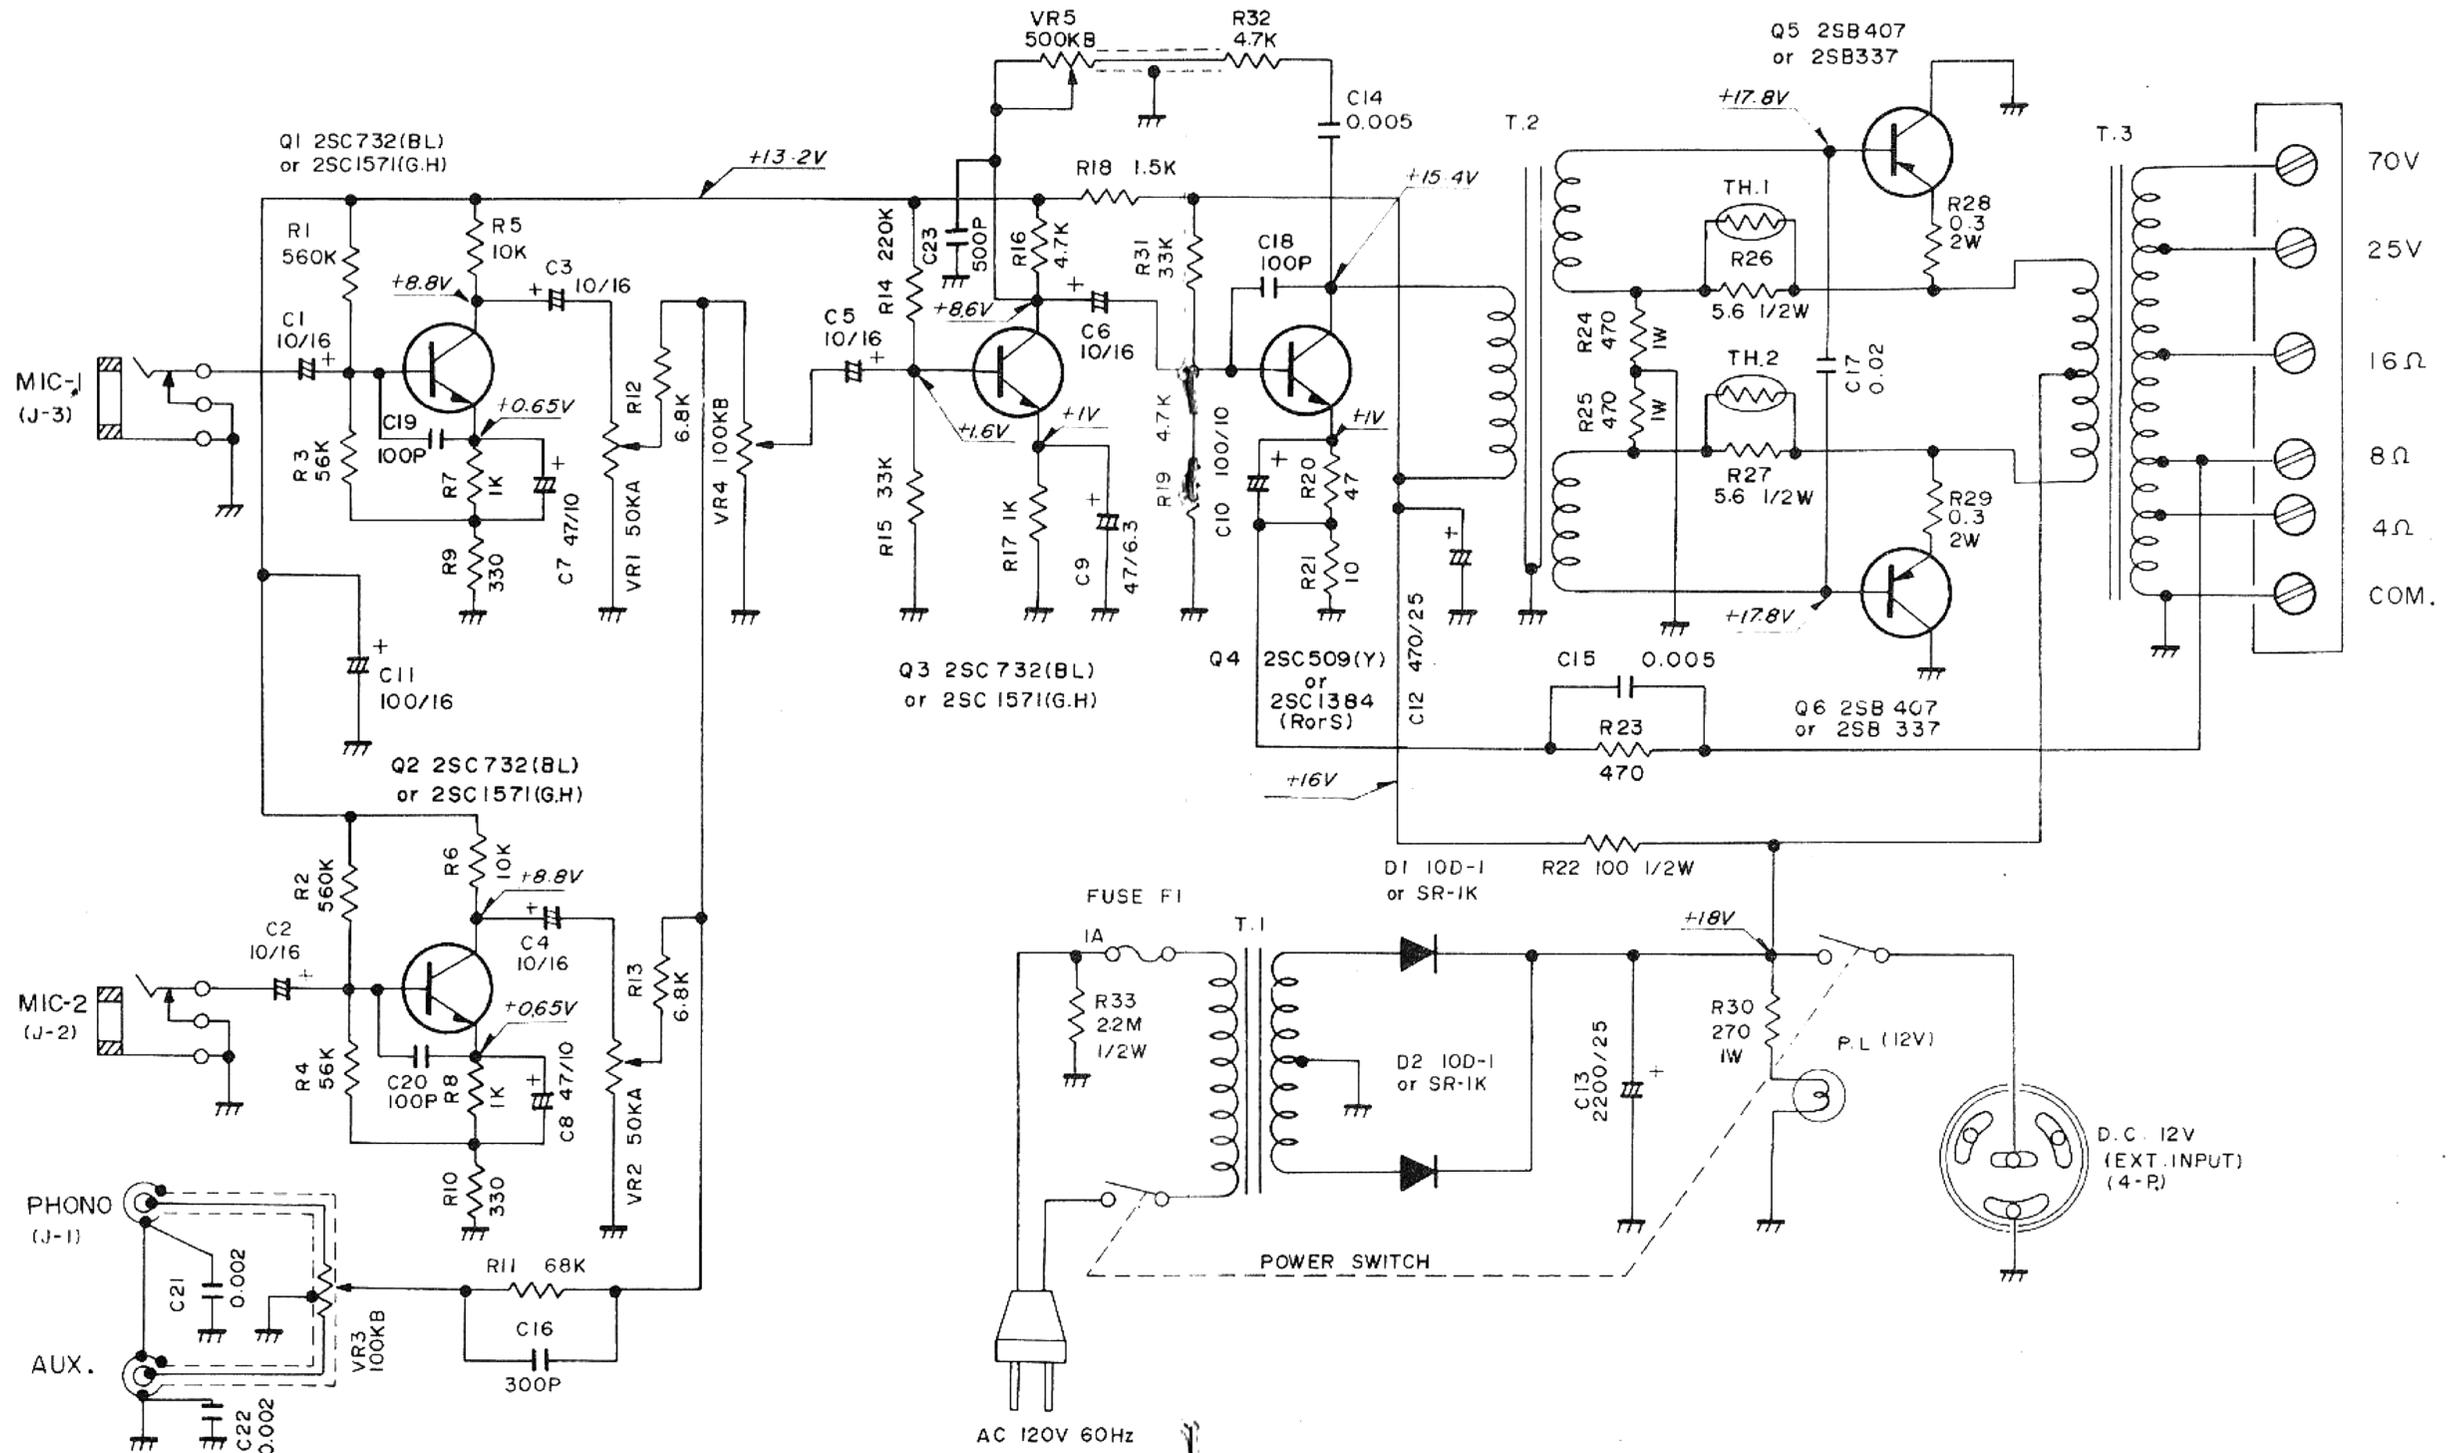 VR5
500KB
R32
4.7K
Q5 2SB407
or 2SB337
+17.8V
C14
0.005
T.2
T.3
Q1 2SC732(BL)
or 2SC1571(G.H)
+13.2V
R18 1.5K
+15.4V
70V
TH.1
R26
5.6 1/2W
R28
0.3
2W
25V
R1
560K
R5
10K
+8.8V
C3
10/16
R14 220K
C23
500P
R16
4.7K
R31
33K
C18
100P
C1
10/16
C5
10/16
+8.6V
C6
10/16
R24
470
1W
C17
0.02
16Ω
MIC-1
(J-3)
C19
100P
+0.65V
R12
6.8K
VR4 100KB
+1.6V
+1V
R19 4.7K
C10 100/10
+1V
R25
470
1W
TH.2
R27
5.6 1/2W
8Ω
R3
56K
R7
1K
R9
330
C7 47/10
VR1 50KA
R15 33K
R17 1K
C9
47/6.3
R20
47
R21
10
R29
0.3
2W
4Ω
+17.8V
COM.
C11
100/16
Q3 2SC732(BL)
or 2SC1571(G.H)
Q4 2SC509(Y)
or
2SC1384
(RorS)
C12 470/25
C15 0.005
R23
470
Q6 2SB407
or 2SB337
+16V
Q2 2SC732(BL)
or 2SC1571(G.H)
R2
560K
R6
10K
+8.8V
C2
10/16
C4
10/16
MIC-2
(J-2)
+0.65V
R13
6.8K
R4
56K
C20
100P
R8
1K
C8 47/10
VR2 50KA
R10
330
D1 10D-1
or SR-1K
R22 100 1/2W
FUSE F1
1A
T.1
+18V
R33
2.2M
1/2W
D2 10D-1
or SR-1K
C13
2200/25
R30
270
1W
P.L (12V)
D.C. 12V
(EXT.INPUT)
(4-P.)
PHONO
(J-1)
C21
0.002
VR3
100KB
R11 68K
C16
300P
POWER SWITCH
AUX.
C22
0.002
AC 120V 60Hz